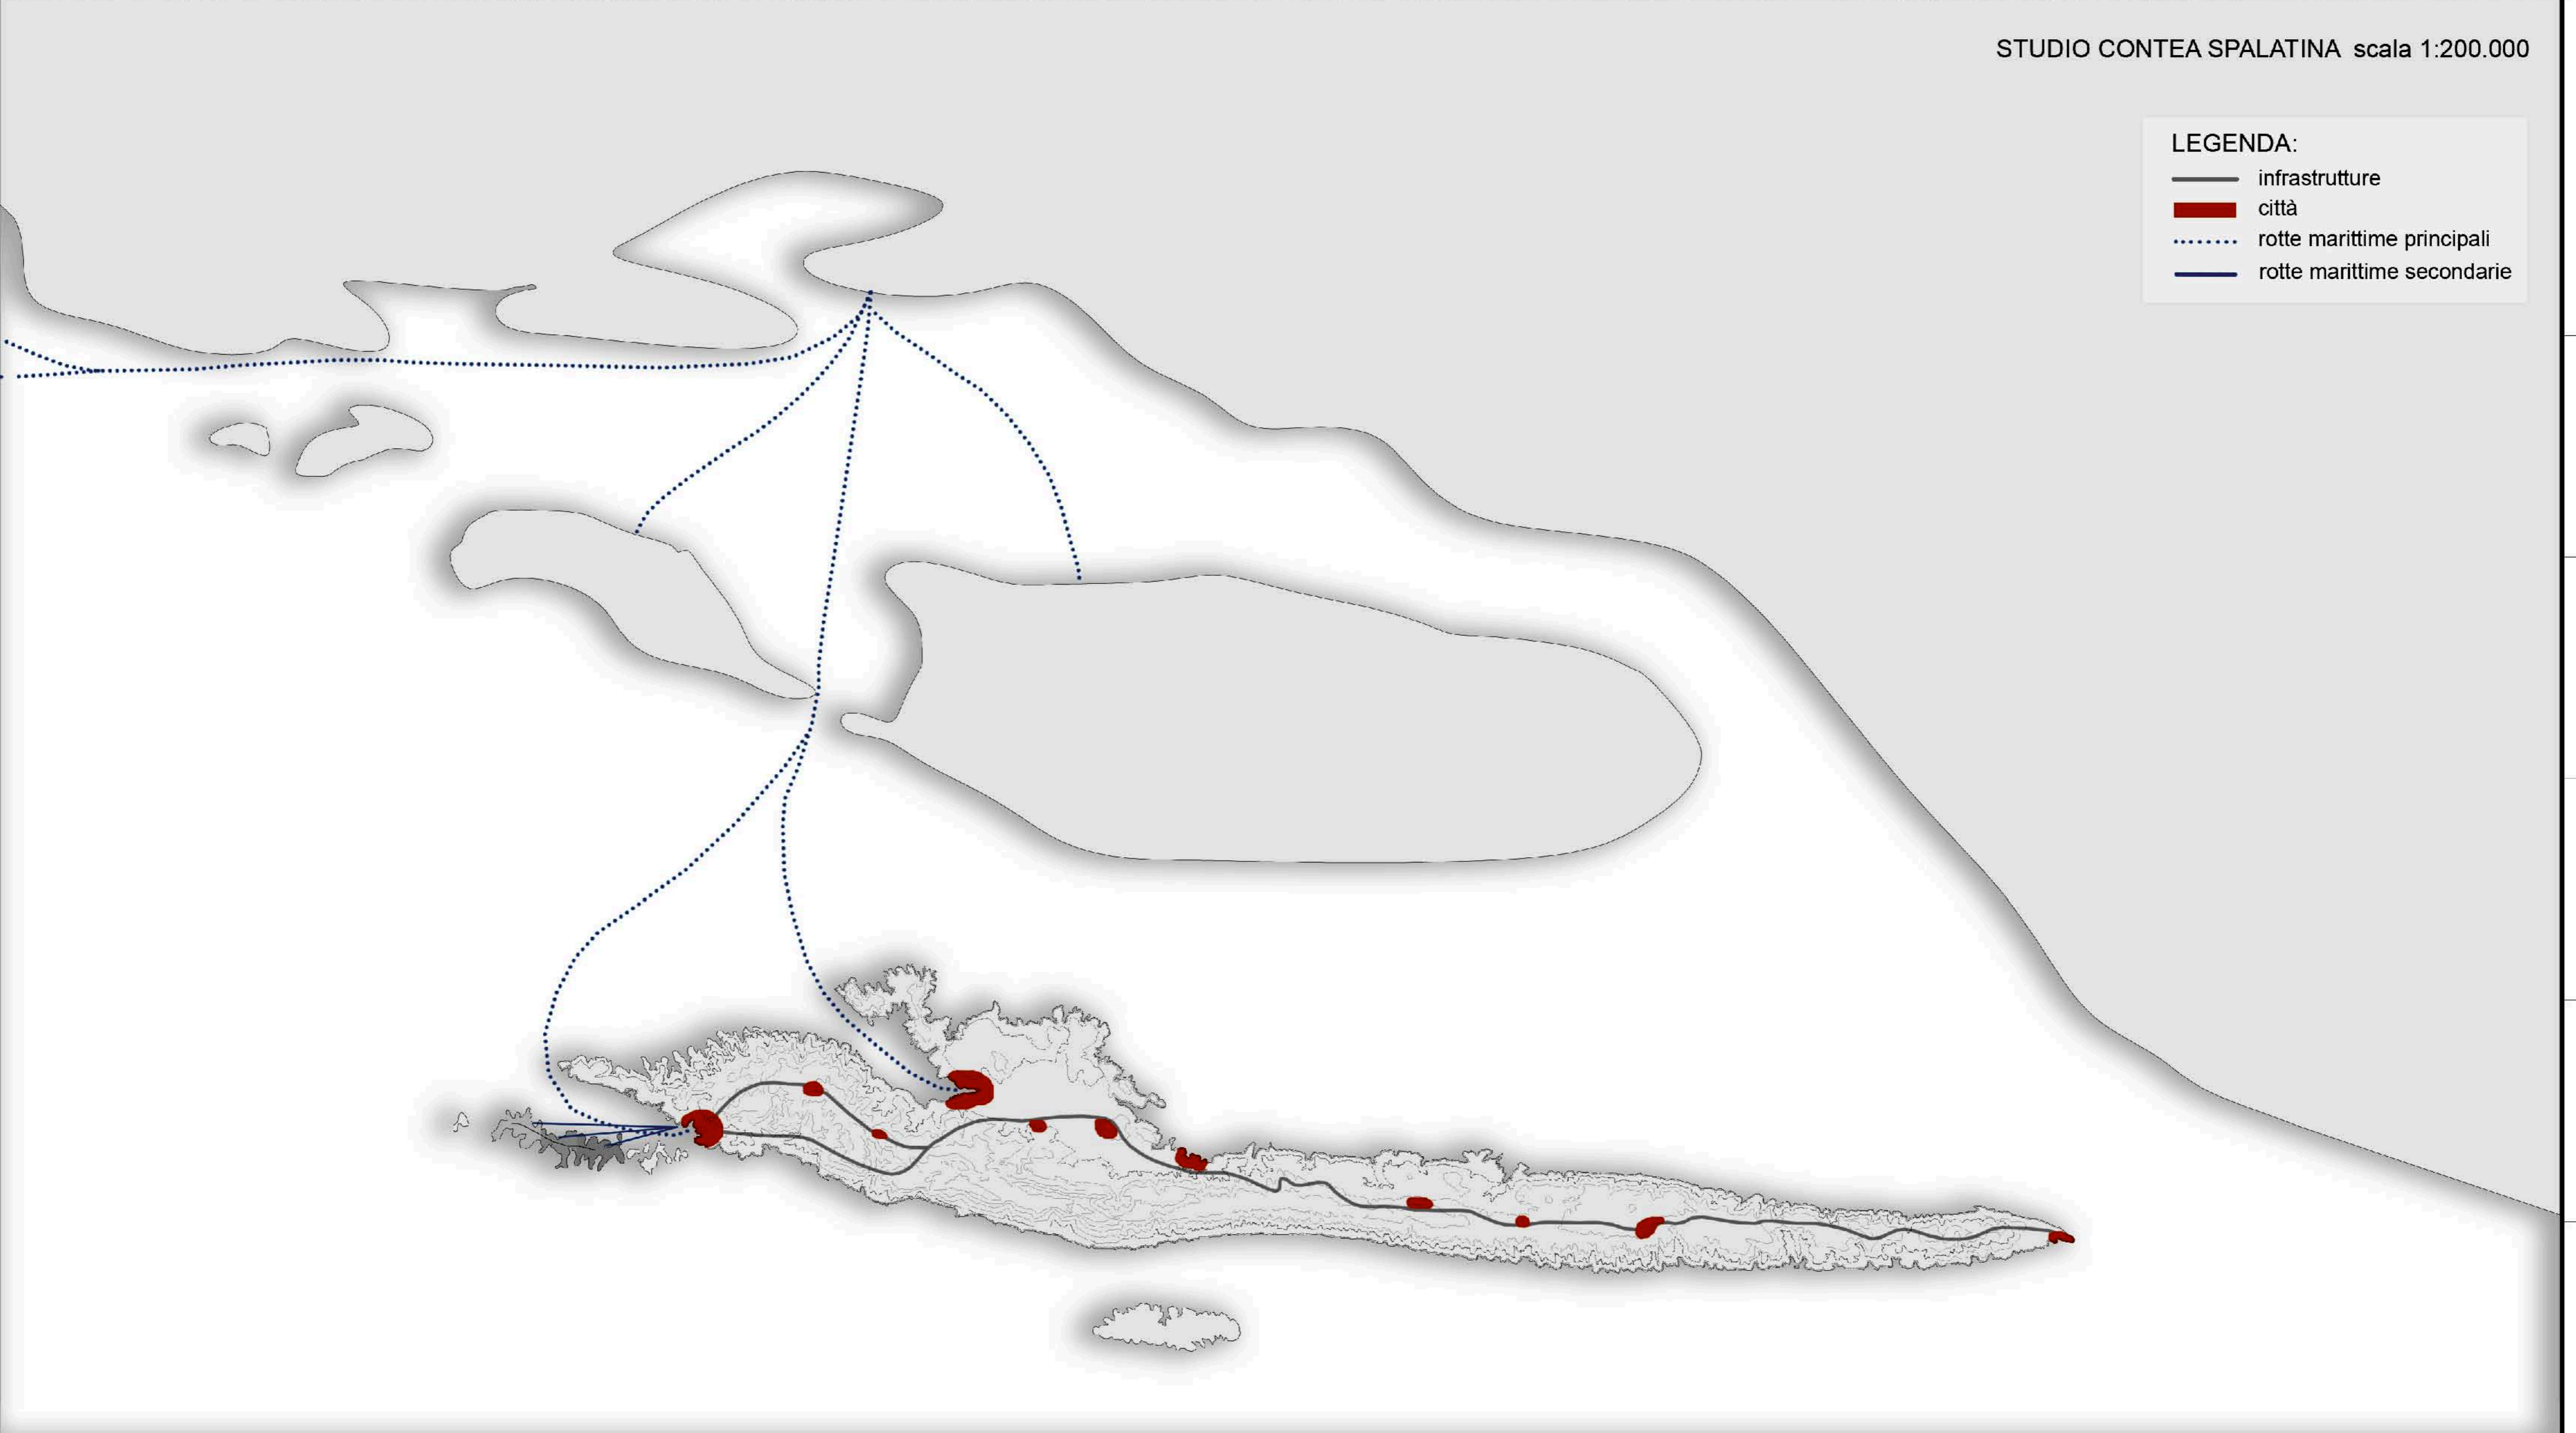 STUDIO CONTEA SPALATINA scala 1:200.000
LEGENDA:
infrastrutture
città
rotte marittime principali
rotte marittime secondarie